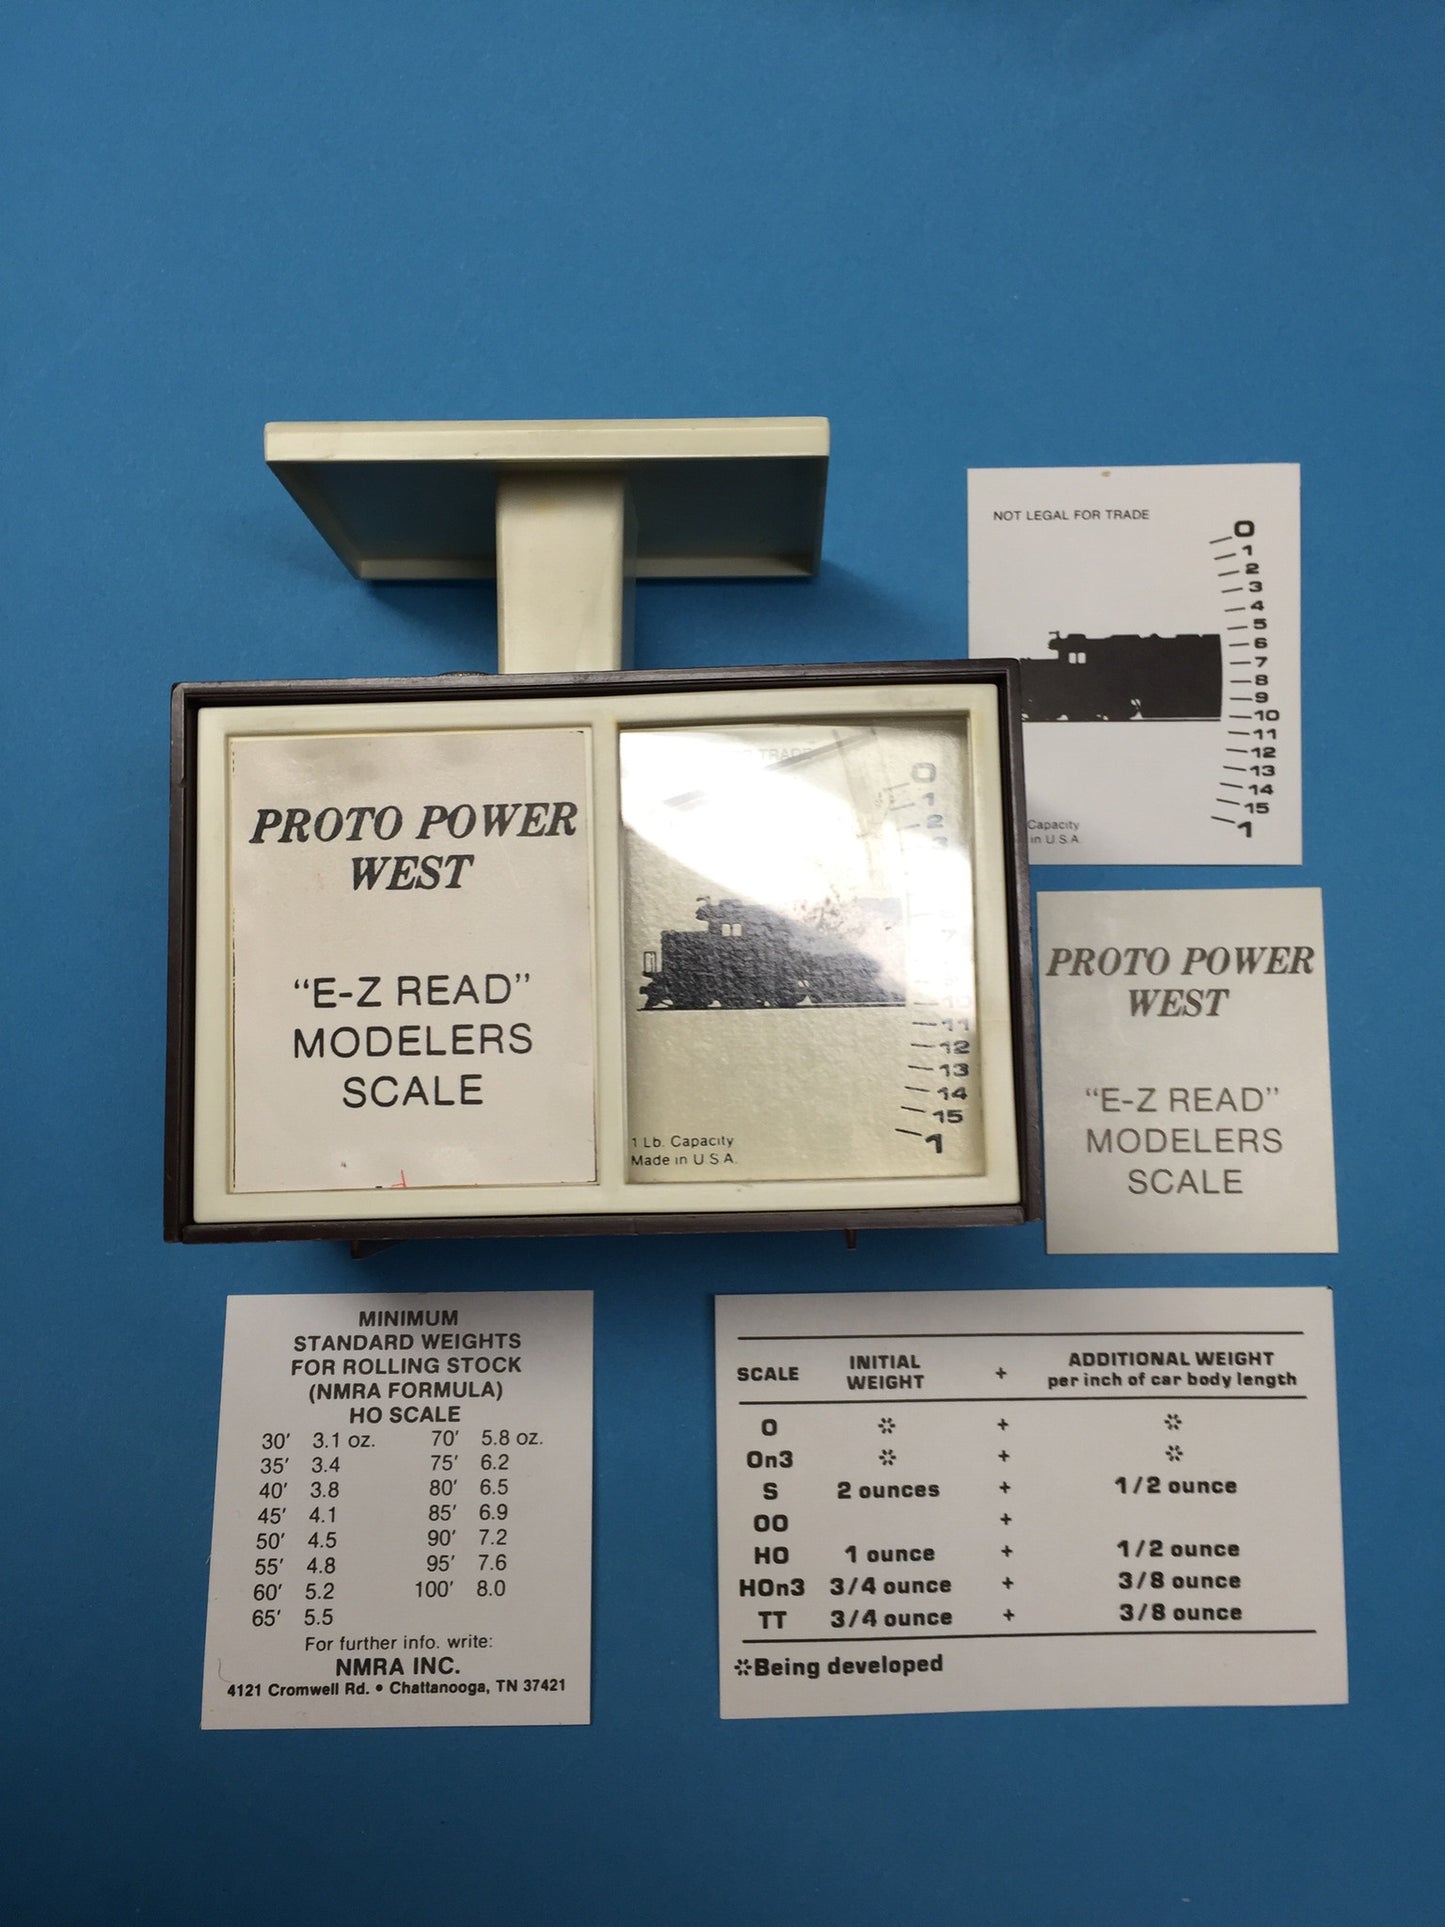 NOT LEGAL FOR TRADE
0
1
2
3
4
5
6
7
8
9
10
11
12
13
14
15
1
Capacity
in U.S.A.
PROTO POWER
WEST
"E-Z READ"
MODELERS
SCALE
TRADE
0
1
2
3
7
10
11
12
13
14
15
1
1 Lb. Capacity
Made in U.S.A.
PROTO POWER
WEST
"E-Z READ"
MODELERS
SCALE
MINIMUM
STANDARD WEIGHTS
FOR ROLLING STOCK
(NMRA FORMULA)
HO SCALE
30' 3.1 oz. 70' 5.8 oz.
35' 3.4 75' 6.2
40' 3.8 80' 6.5
45' 4.1 85' 6.9
50' 4.5 90' 7.2
55' 4.8 95' 7.6
60' 5.2 100' 8.0
65' 5.5
For further info. write:
NMRA INC.
4121 Cromwell Rd. • Chattanooga, TN 37421
SCALE INITIAL WEIGHT + ADDITIONAL WEIGHT per inch of car body length
O ⁂ + ⁂
On3 ⁂ + ⁂
S 2 ounces + 1/2 ounce
OO +
HO 1 ounce + 1/2 ounce
HOn3 3/4 ounce + 3/8 ounce
TT 3/4 ounce + 3/8 ounce
⁂Being developed